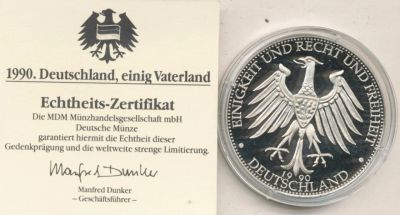 1990. Deutschland, einig Vaterland
Echtheits-Zertifikat
Die MDM Münzhandelsgesellschaft mbH
Deutsche Münze
garantiert hiermit die Echtheit dieser
Gedenkprägung und die weltweite strenge Limitierung.
Manfred Dunker
Manfred Dunker
–Geschäftsführer–
EINIGKEIT UND RECHT UND FREIHEIT
1990
• DEUTSCHLAND •